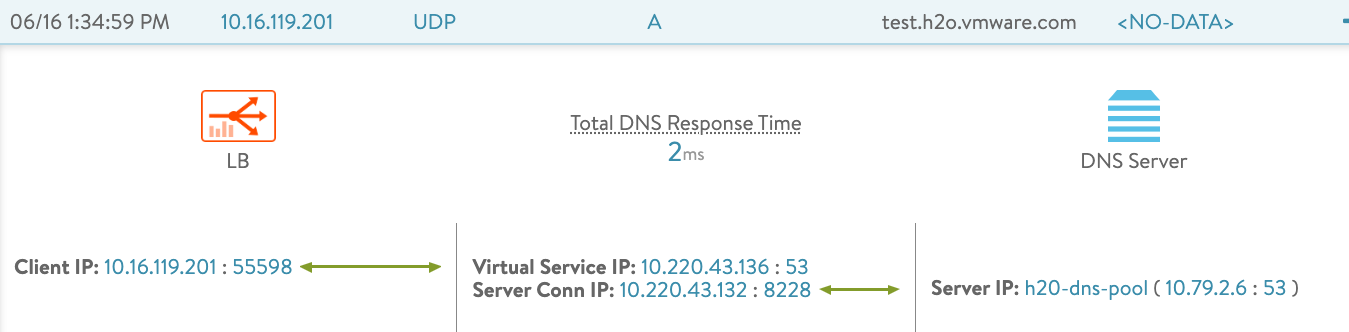 06/16 1:34:59 PM 10.16.119.201 UDP A test.h2o.vmware.com <NO-DATA>
Total DNS Response Time
2ms
LB
DNS Server
Client IP: 10.16.119.201 : 55598
Virtual Service IP: 10.220.43.136 : 53
Server Conn IP: 10.220.43.132 : 8228
Server IP: h20-dns-pool ( 10.79.2.6 : 53 )